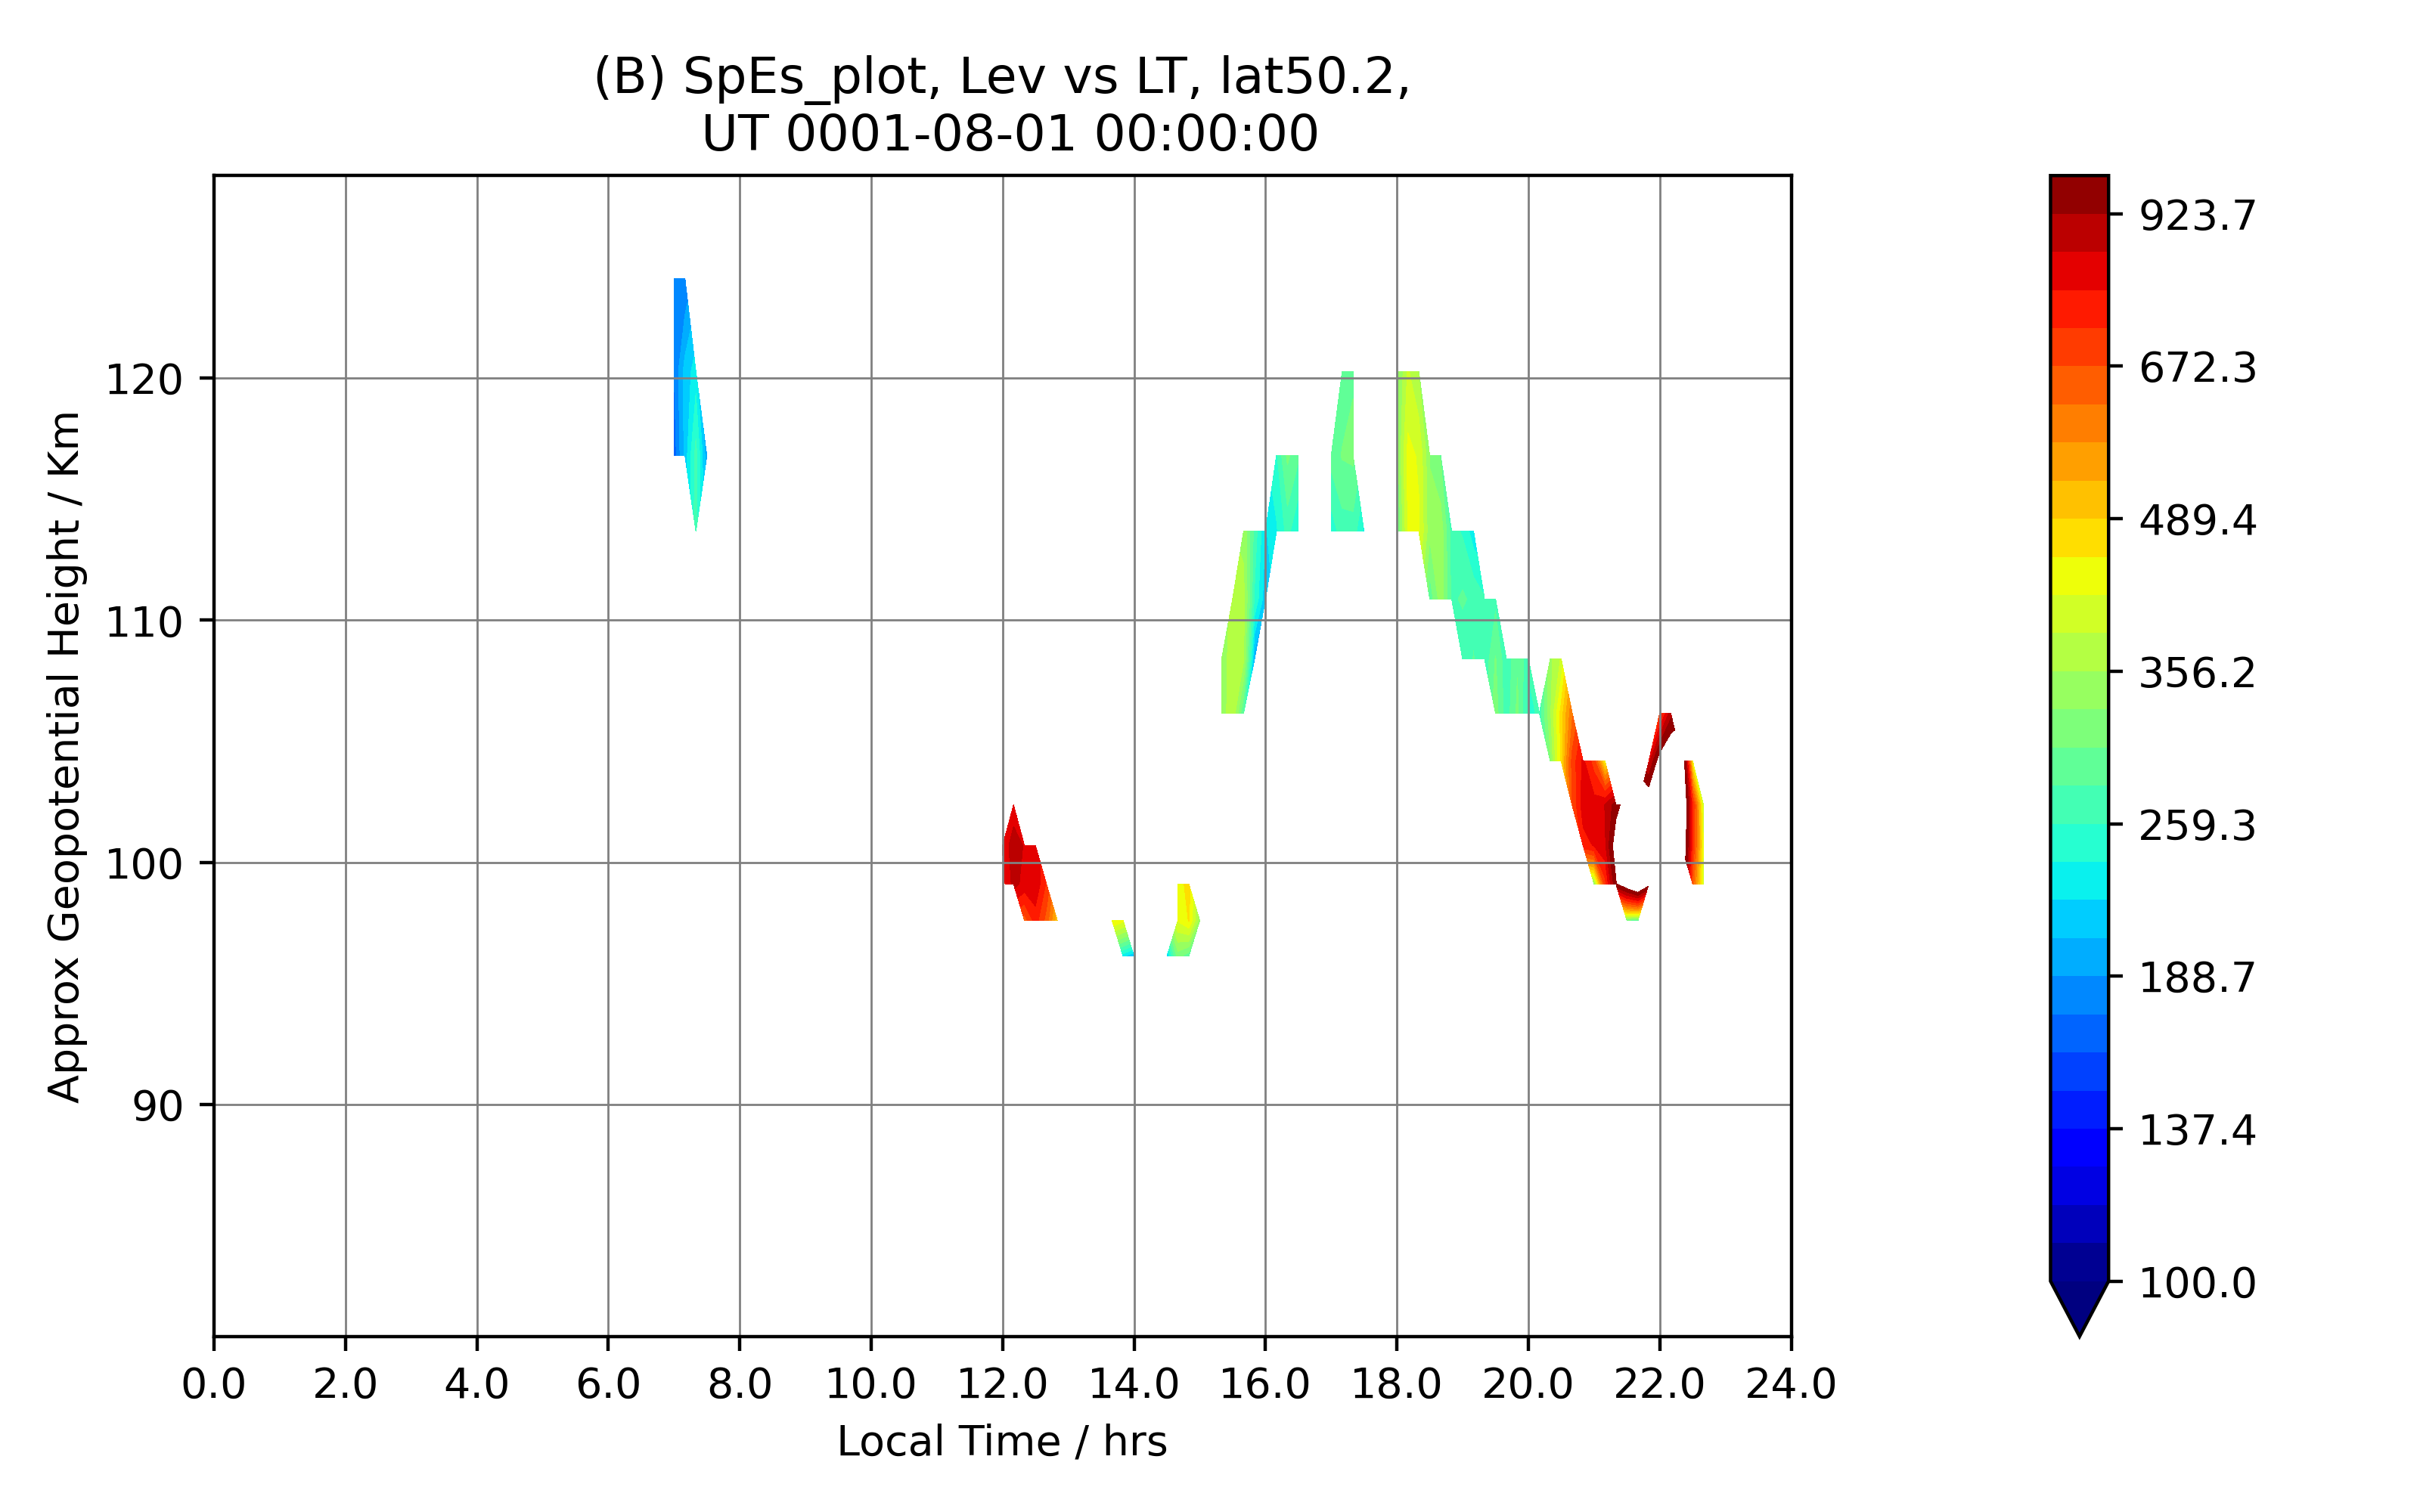 (B) SpEs_plot, Lev vs LT, lat50.2,
UT 0001-08-01 00:00:00
Approx Geopotential Height / Km
120
110
100
90
0.0 2.0 4.0 6.0 8.0 10.0 12.0 14.0 16.0 18.0 20.0 22.0 24.0
Local Time / hrs
923.7
672.3
489.4
356.2
259.3
188.7
137.4
100.0